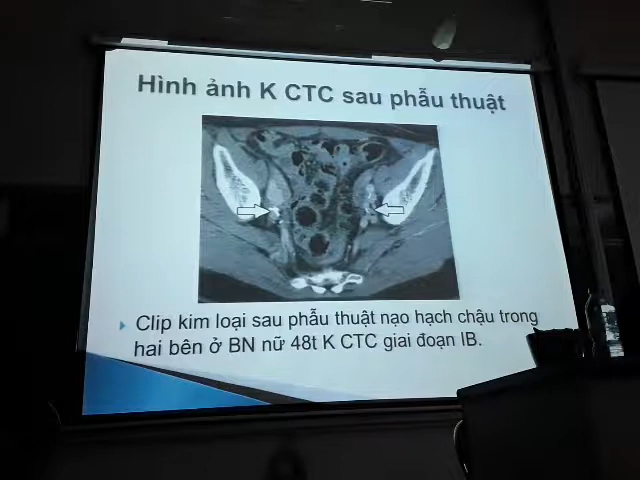 Hình ảnh K CTC sau phẫu thuật
Clip kim loại sau phẫu thuật nạo hạch chậu trong
hai bên ở BN nữ 48t K CTC giai đoạn IB.